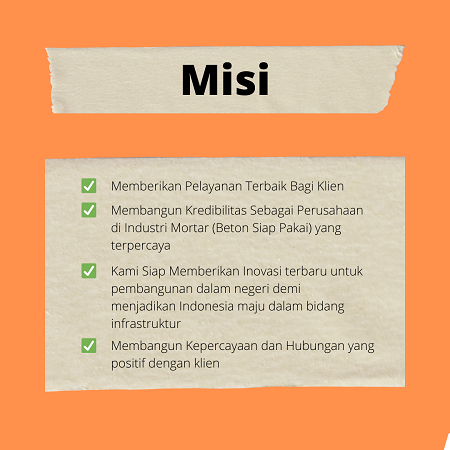 Misi
Memberikan Pelayanan Terbaik Bagi Klien
Membangun Kredibilitas Sebagai Perusahaan
di Industri Mortar (Beton Siap Pakai) yang
terpercaya
Kami Siap Memberikan Inovasi terbaru untuk
pembangunan dalam negeri demi
menjadikan Indonesia maju dalam bidang
infrastruktur
Membangun Kepercayaan dan Hubungan yang
positif dengan klien